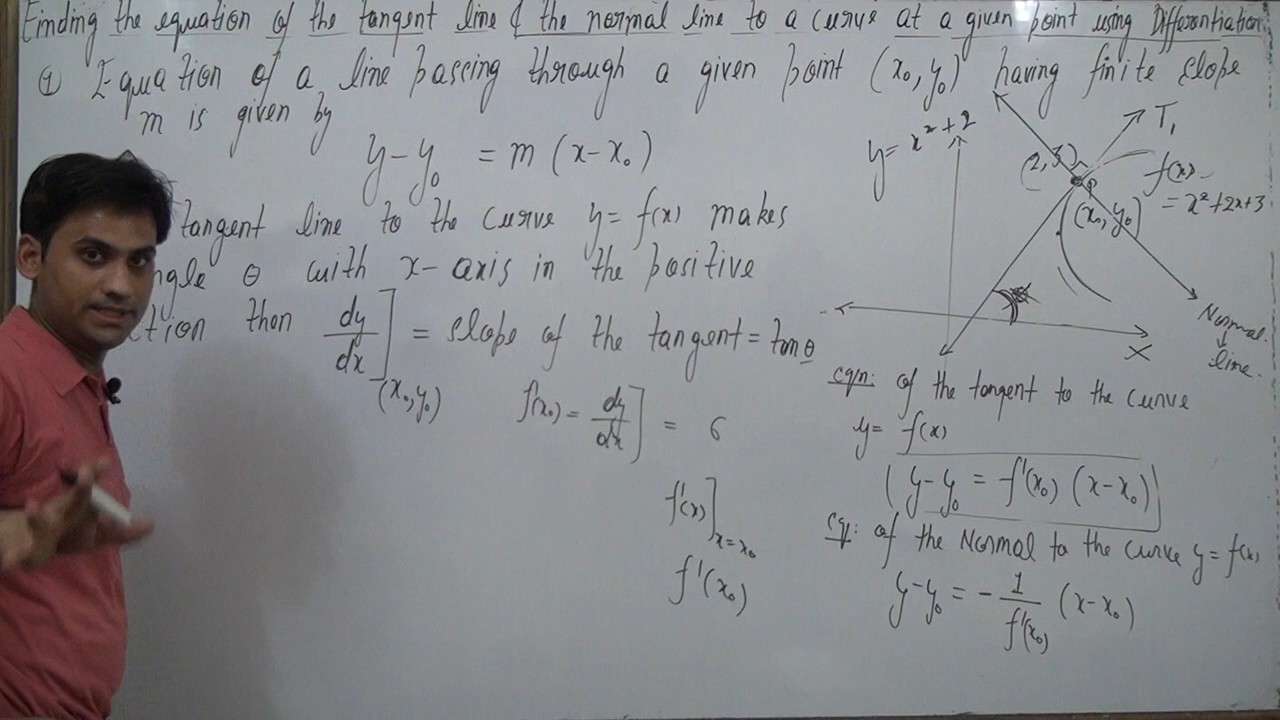 Finding the equation of the tangent line & the normal line to a curve at a given point using Differentiation.
① Equation of a line passing through a given point (x₀, y₀) having finite slope
m is given by
y-y₀ = m (x-x₀)
tangent line to the curve y = f(x) makes
ngle θ with x-axis in the positive
ction then dy/dx](x₀,y₀) = slope of the tangent = tanθ
f'(x₀) = dy/dx] = 6
f'(x)]x=x₀
f'(x₀)
y = x²+2
T₁
(2,3)
f(x)
= x²+2x+3
(x₀, y₀)
Normal
line
X
eqn: of the tangent to the curve
y = f(x)
y-y₀ = f'(x₀) (x-x₀)
eq: of the Normal to the curve y = f(x)
y-y₀ = - 1/f'(x₀) (x-x₀)